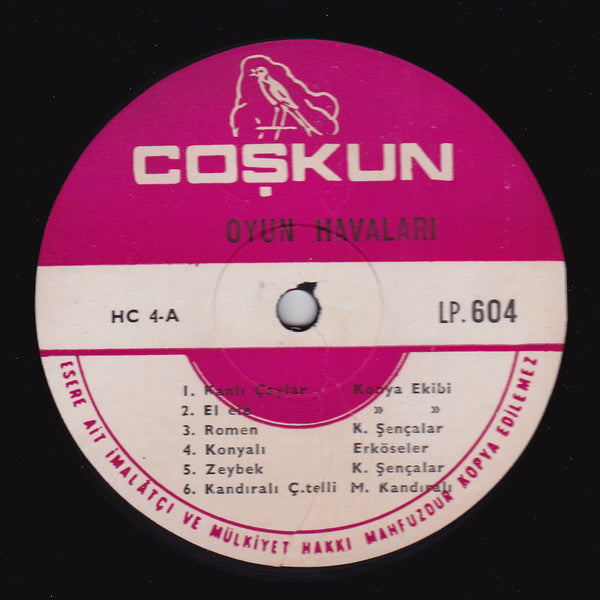 COŞKUN
OYUN HAVALARI
HC 4-A
LP. 604
1. Kanlı Çaylar Konya Ekibi
2. El ele » »
3. Romen K. Şençalar
4. Konyalı Erköseler
5. Zeybek K. Şençalar
6. Kandıralı Ç.telli M. Kandıralı
ESERE AİT İMALÂTÇI VE MÜLKİYET HAKKI MAHFUZDUR KOPYA EDİLEMEZ